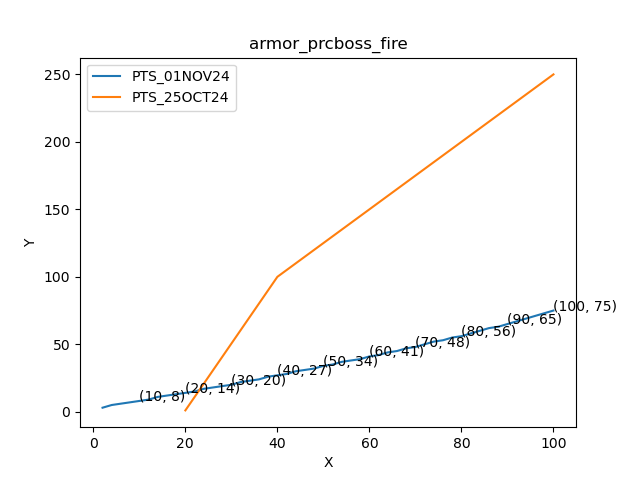 armor_prcboss_fire
PTS_01NOV24
PTS_25OCT24
250
200
150
100
50
0
Y
(10, 8)
(20, 14)
(30, 20)
(40, 27)
(50, 34)
(60, 41)
(70, 48)
(80, 56)
(90, 65)
(100, 75)
0 20 40 60 80 100
X